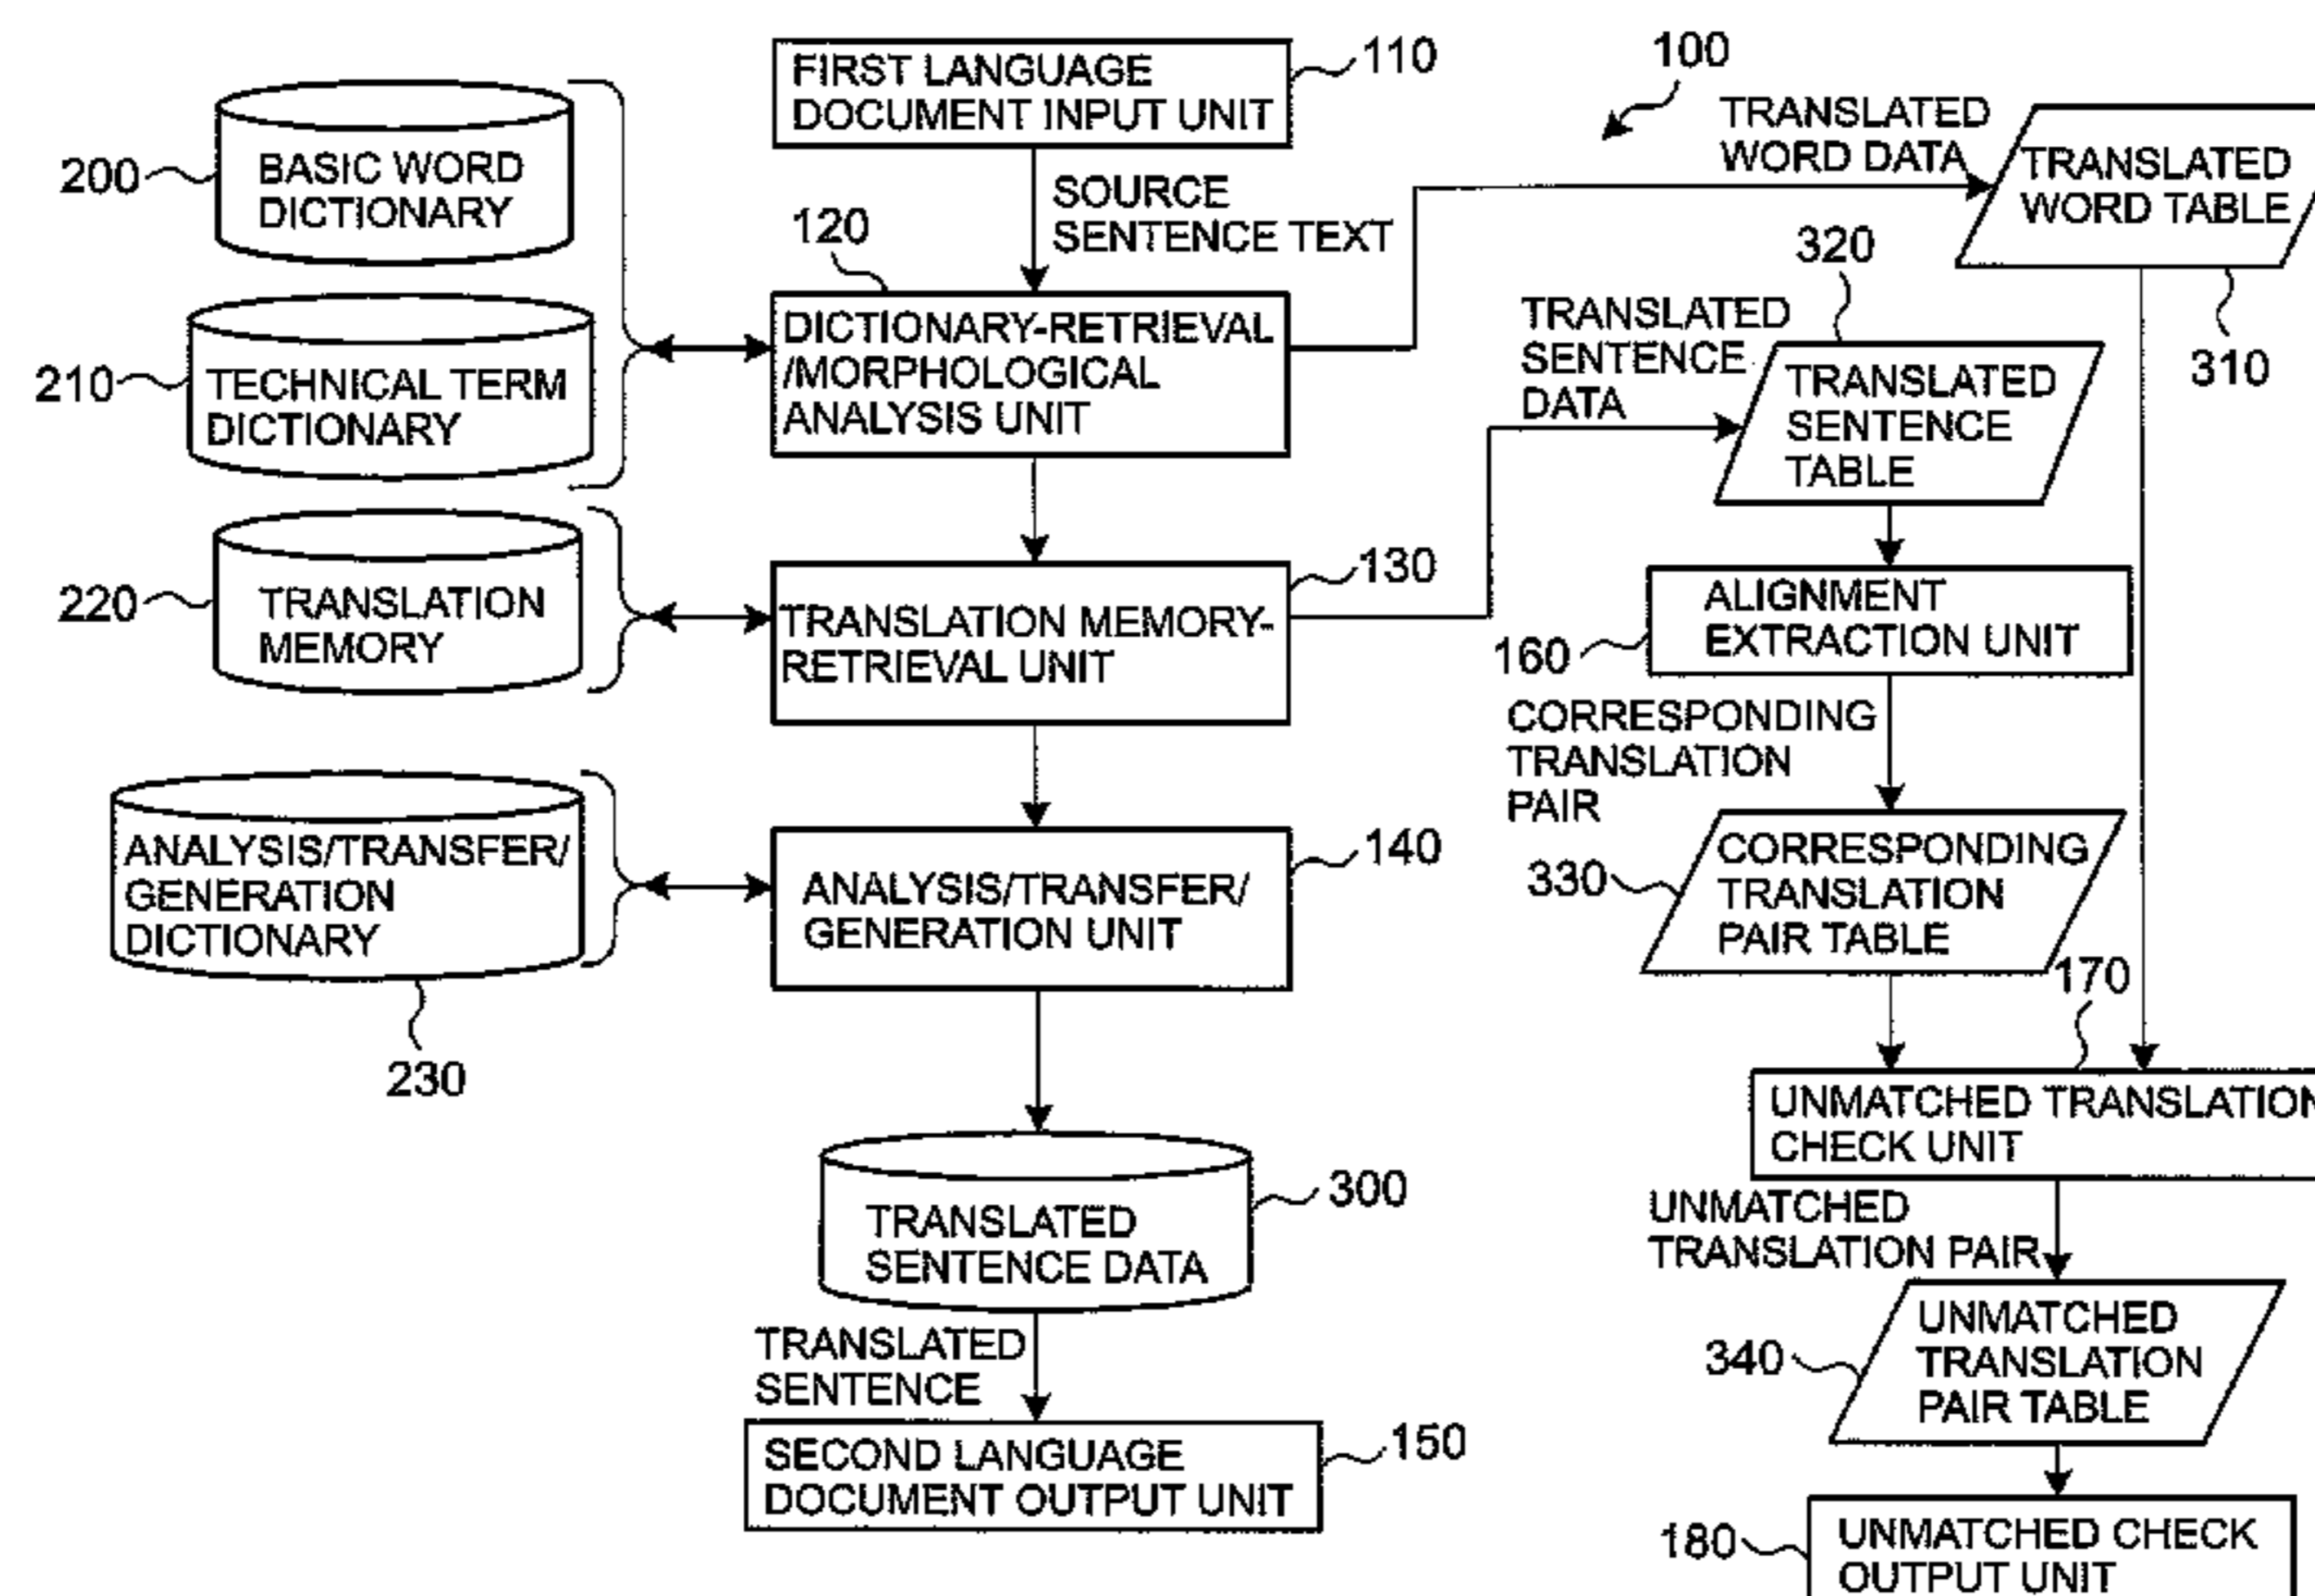 FIRST LANGUAGE
DOCUMENT INPUT UNIT
110
100
BASIC WORD
DICTIONARY
200
SOURCE
SENTENCE TEXT
TRANSLATED
WORD DATA
TRANSLATED
WORD TABLE
310
120
DICTIONARY-RETRIEVAL
/MORPHOLOGICAL
ANALYSIS UNIT
210
TECHNICAL TERM
DICTIONARY
TRANSLATED
SENTENCE
DATA
320
TRANSLATED
SENTENCE
TABLE
220
TRANSLATION
MEMORY
TRANSLATION MEMORY-
RETRIEVAL UNIT
130
160
ALIGNMENT
EXTRACTION UNIT
CORRESPONDING
TRANSLATION
PAIR
ANALYSIS/TRANSFER/
GENERATION
DICTIONARY
230
ANALYSIS/TRANSFER/
GENERATION UNIT
140
330
CORRESPONDING
TRANSLATION
PAIR TABLE
170
UNMATCHED TRANSLATION
CHECK UNIT
TRANSLATED
SENTENCE DATA
300
UNMATCHED
TRANSLATION PAIR
TRANSLATED
SENTENCE
340
UNMATCHED
TRANSLATION
PAIR TABLE
SECOND LANGUAGE
DOCUMENT OUTPUT UNIT
150
180
UNMATCHED CHECK
OUTPUT UNIT